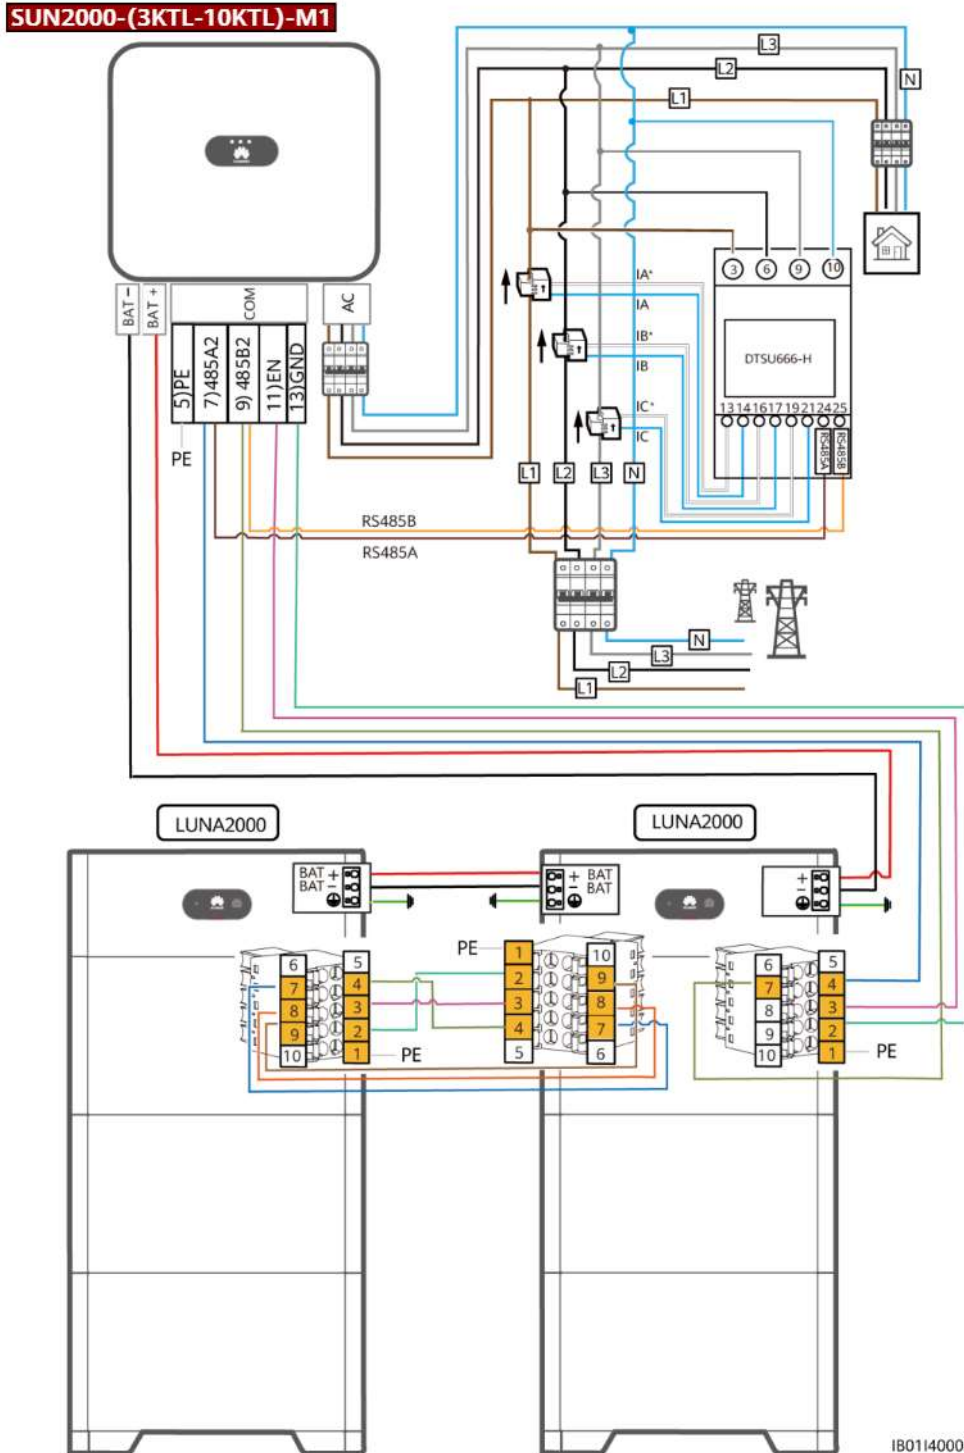 SUN2000-(3KTL-10KTL)-M1
L3
L2
N
L1
BAT –
BAT +
COM
AC
5)PE
7)485A2
9) 485B2
11)EN
13)GND
PE
3
6
9
10
IA*
IA
IB*
IB
IC*
IC
DTSU666-H
13 14 16 17 19 21 24 25
RS485A
RS485B
L1
L2
L3
N
RS485B
RS485A
N
L3
L2
L1
LUNA2000
LUNA2000
BAT +
BAT –
+ BAT
– BAT
+
–
6
7
8
9
10
5
4
3
2
1
PE
PE
1
2
3
4
5
10
9
8
7
6
6
7
8
9
10
5
4
3
2
1
PE
IB01I4000